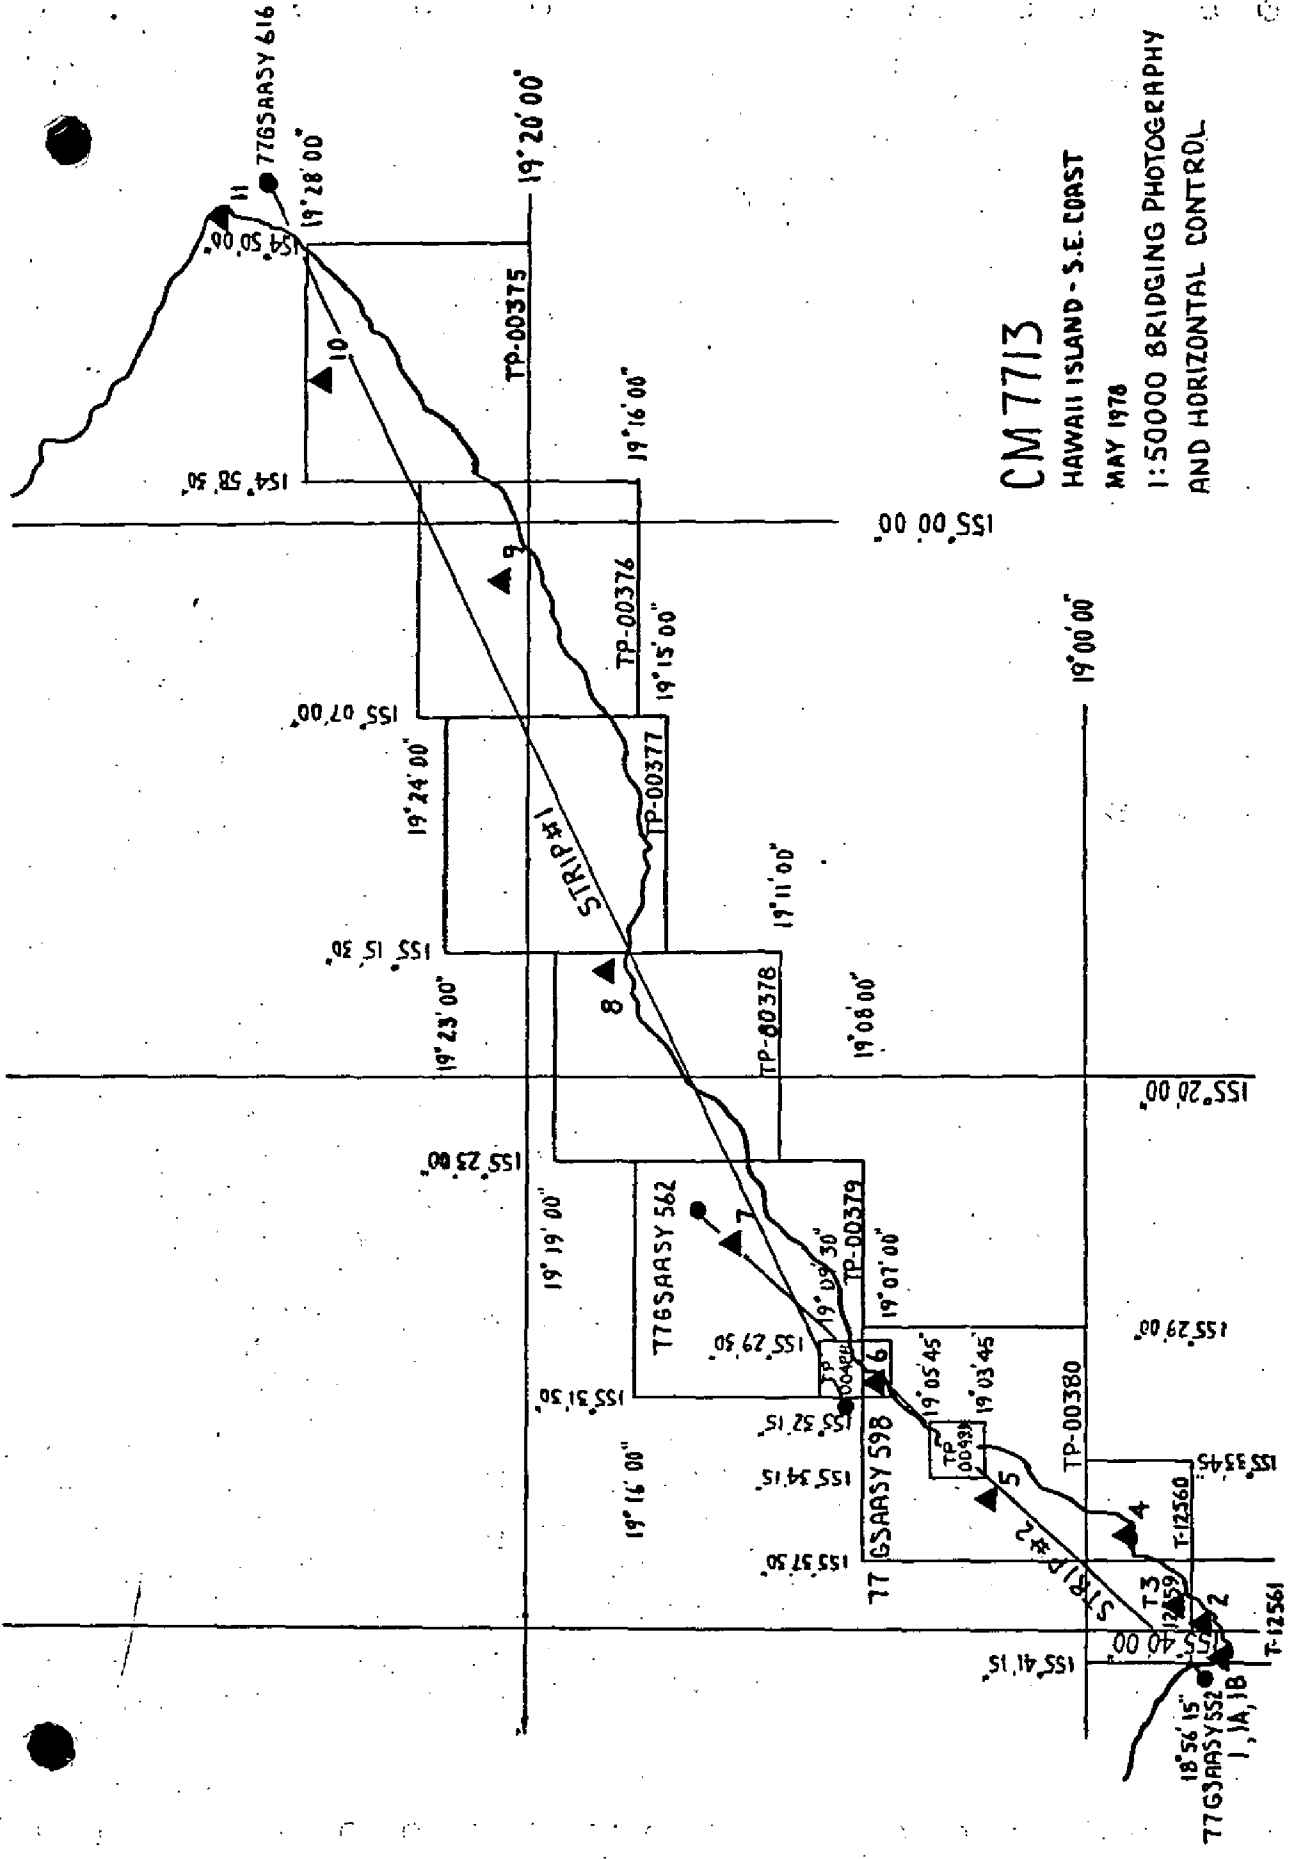 CM 7713
HAWAII ISLAND - S.E. COAST
MAY 1978
1:50000 BRIDGING PHOTOGRAPHY
AND HORIZONTAL CONTROL
77GSAASY 616
11
19° 28' 00"
154° 50' 00"
10
TP-00375
19° 20' 00"
154° 58' 30"
19° 16' 00"
155° 00' 00"
9
TP-00376
19° 15' 00"
155° 07' 00"
19° 24' 00"
TP-00377
STRIP #1
19° 11' 00"
155° 15' 30"
19° 23' 00"
8
TP-00378
19° 08' 00"
19° 00' 00"
155° 20' 00"
155° 23' 00"
19° 19' 00"
77GSAASY 562
7
19° 09' 30"
TP-00379
19° 07' 00"
155° 29' 30"
155° 29' 00"
155° 31' 30"
TP
6
19° 05' 45"
19° 03' 45"
155° 32' 15"
77 GSAASY 598
TP
TP-00380
155° 34' 15"
19° 16' 00"
5
155° 33' 45"
T-12560
4
155° 37' 30"
STRIP #2
T3
12559
2
155° 40' 00"
T-12561
155° 41' 15"
18° 56' 15"
77GSAASY 552
1, 1A, 1B